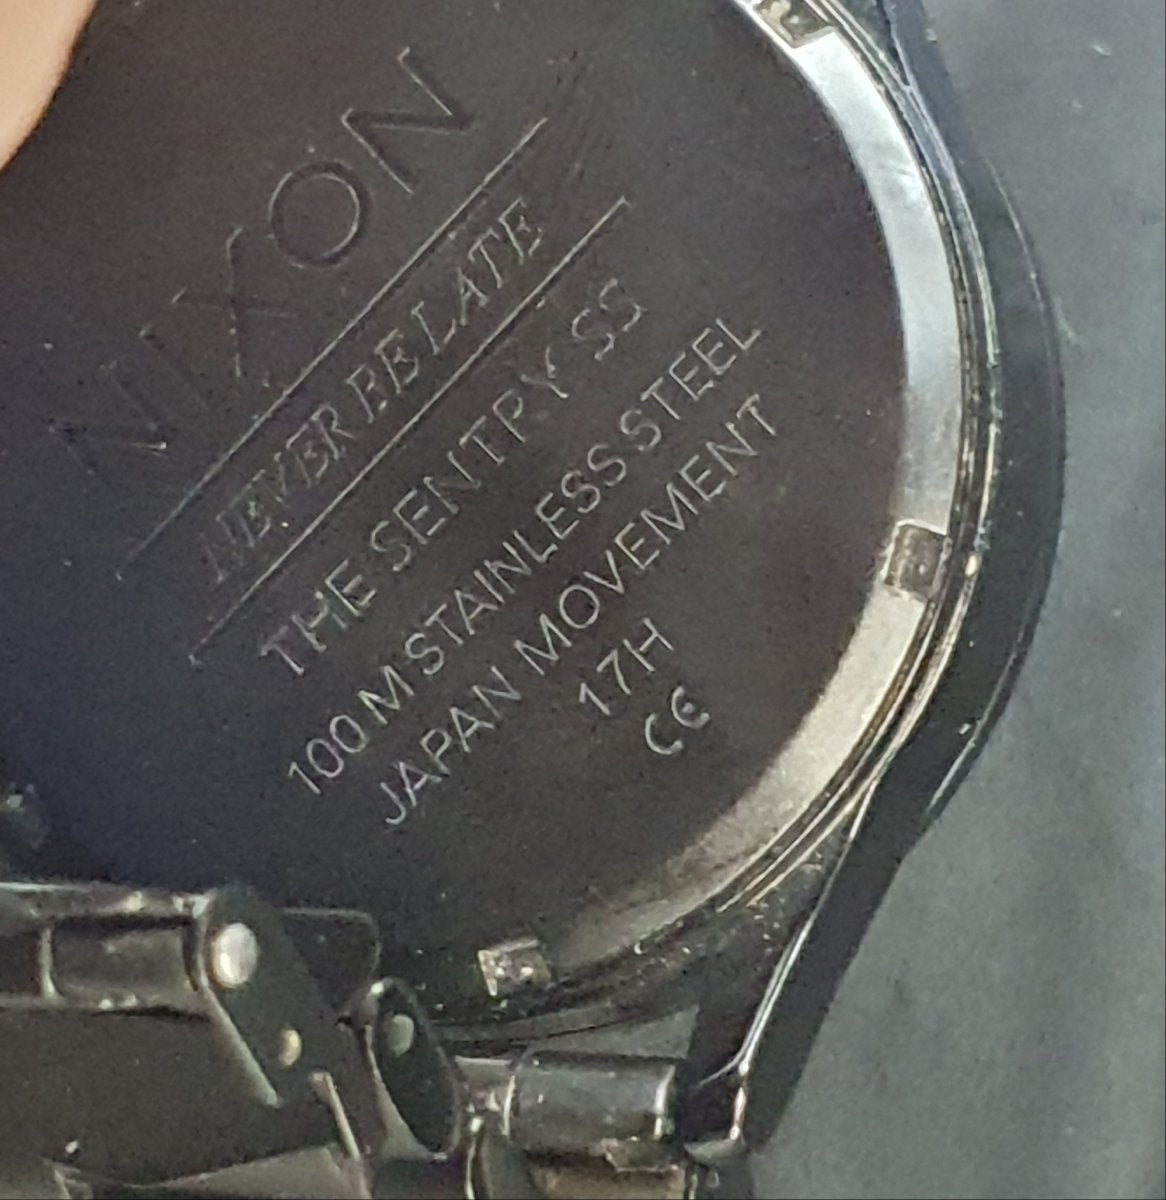 NIXON
NEVER BE LATE
THE SENTRY SS
100 M STAINLESS STEEL
JAPAN MOVEMENT
17H
CE